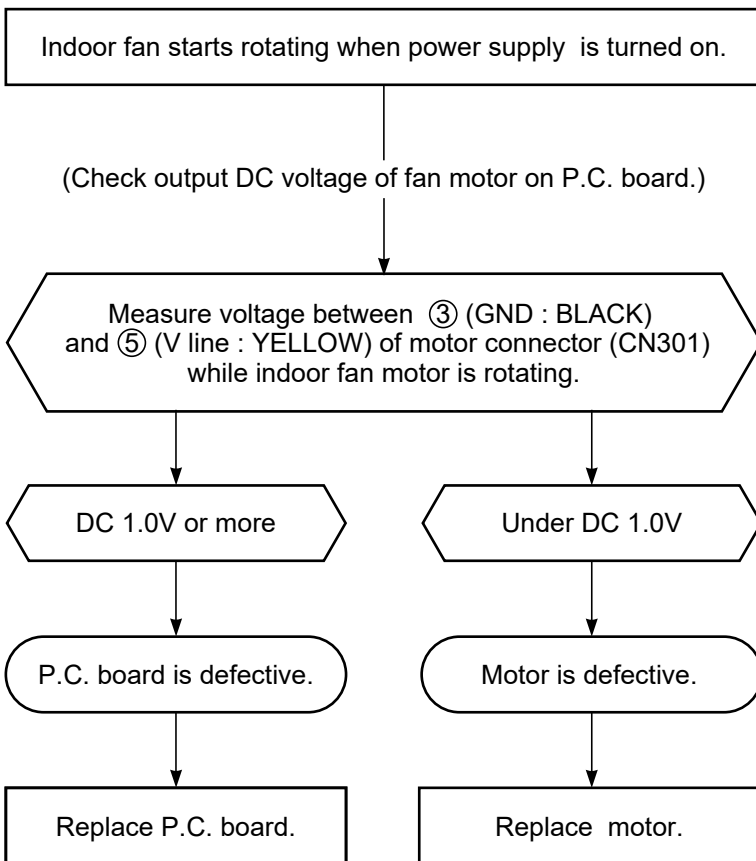 Indoor fan starts rotating when power supply is turned on.
(Check output DC voltage of fan motor on P.C. board.)
Measure voltage between ③ (GND : BLACK)
and ⑤ (V line : YELLOW) of motor connector (CN301)
while indoor fan motor is rotating.
DC 1.0V or more
Under DC 1.0V
P.C. board is defective.
Motor is defective.
Replace P.C. board.
Replace motor.